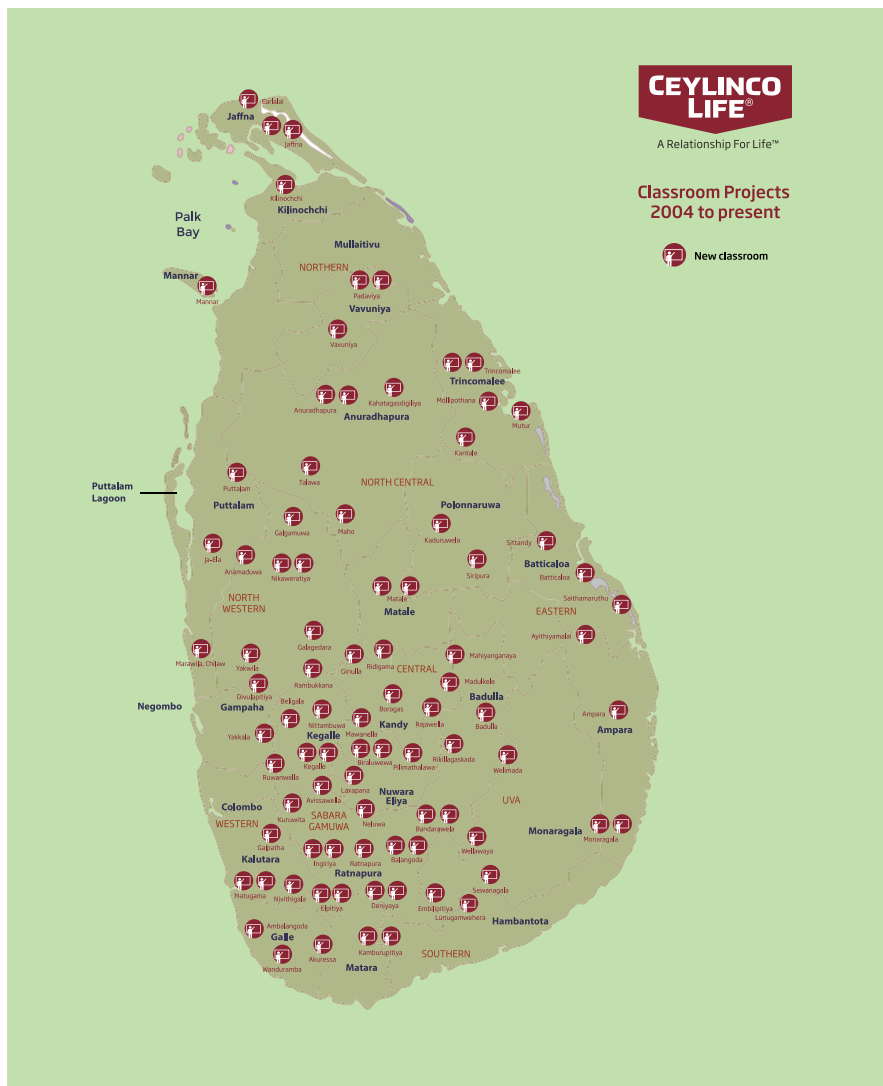 CEYLINCO
LIFE®
A Relationship For Life™
Classroom Projects
2004 to present
New classroom
Earlalai
Jaffna
Jaffna
Kilinochchi
Kilinochchi
Palk
Bay
Mullaitivu
NORTHERN
Mannar
Mannar
Padaviya
Vavuniya
Vavuniya
Trincomalee
Trincomalee
Anuradhapura
Kahatagasdigiliya
Mollipothana
Anuradhapura
Mutur
Kantale
Talawa
Puttalam
NORTH CENTRAL
Puttalam
Lagoon
Puttalam
Polonnaruwa
Galgamuwa
Maho
Kaduruwela
Sittandy
Ja-Ela
Anamaduwa
Nikaweratiya
Siripura
Batticaloa
Batticaloa
NORTH
WESTERN
Matale
Matale
Saithamaruthu
EASTERN
Ayithiyamalai
Galagedara
Marawila, Chilaw
Yakwila
Giriulla
Ridigama
CENTRAL
Mahiyanganaya
Rambukkana
Madulkele
Divulapitiya
Beligala
Boragas
Rajawella
Badulla
Badulla
Negombo
Gampaha
Nittambuwa
Mawanella
Kandy
Ampara
Ampara
Yakkala
Kegalle
Kegalle
Biraluwewa
Pilimathalawa
Rikillagaskada
Welimada
Ruwanwella
Laxapana
Avissawella
Nuwara
Eliya
UVA
Colombo
Kuruwita
SABARA
GAMUWA
Neluwa
Bandarawela
WESTERN
Monaragala
Monaragala
Galpatha
Wellawaya
Kalutara
Ingiriya
Ratnapura
Balangoda
Ratnapura
Sewanagala
Matugama
Nivithigala
Elpitiya
Deniyaya
Embilipitiya
Lunugamwehera
Hambantota
Ambalangoda
Galle
Akuressa
Kamburupitiya
SOUTHERN
Wanduramba
Matara